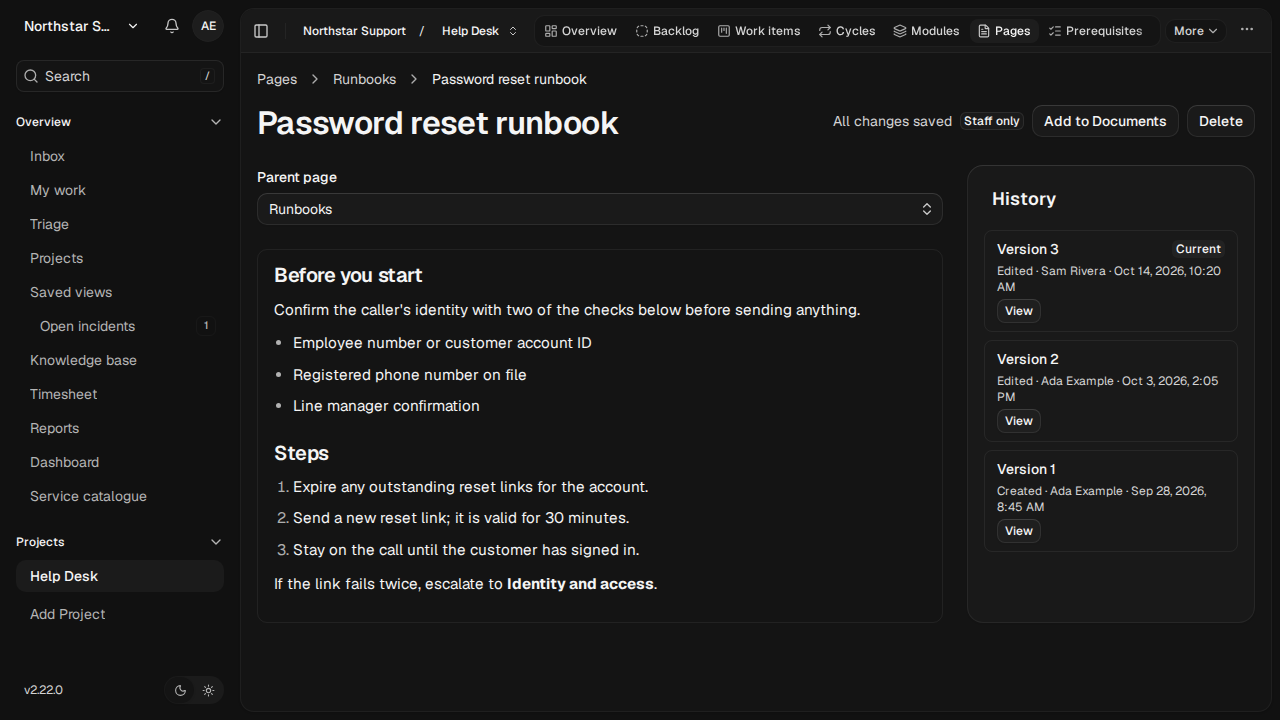 Northstar S...
AE
Search
/
Overview
Inbox
My work
Triage
Projects
Saved views
Open incidents
1
Knowledge base
Timesheet
Reports
Dashboard
Service catalogue
Projects
Help Desk
Add Project
v2.22.0
Northstar Support / Help Desk
Overview
Backlog
Work items
Cycles
Modules
Pages
Prerequisites
More
Pages > Runbooks > Password reset runbook
Password reset runbook
All changes saved
Staff only
Add to Documents
Delete
Parent page
Runbooks
Before you start
Confirm the caller's identity with two of the checks below before sending anything.
• Employee number or customer account ID
• Registered phone number on file
• Line manager confirmation
Steps
1. Expire any outstanding reset links for the account.
2. Send a new reset link; it is valid for 30 minutes.
3. Stay on the call until the customer has signed in.
If the link fails twice, escalate to Identity and access.
History
Version 3
Current
Edited · Sam Rivera · Oct 14, 2026, 10:20
AM
View
Version 2
Edited · Ada Example · Oct 3, 2026, 2:05
PM
View
Version 1
Created · Ada Example · Sep 28, 2026,
8:45 AM
View